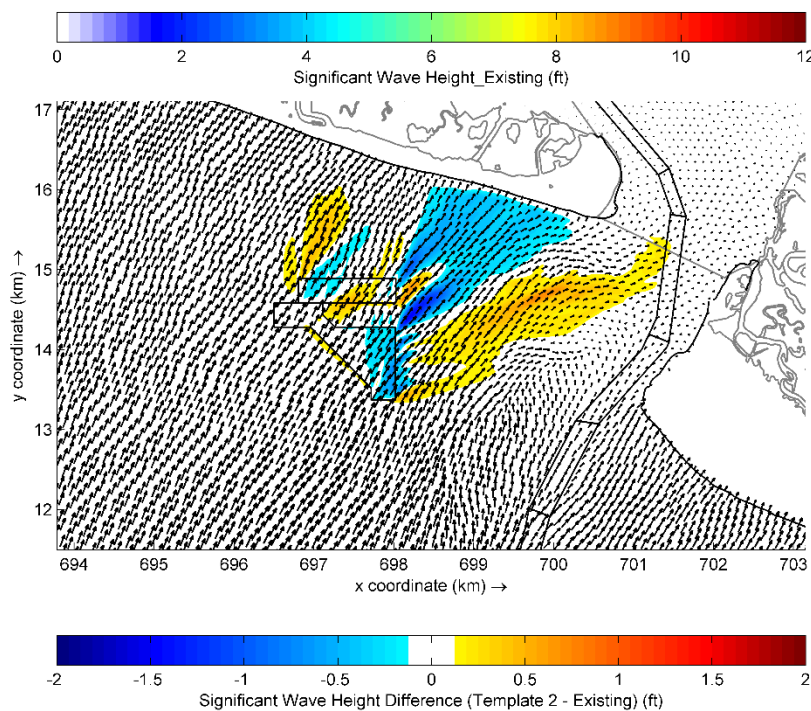 0 2 4 6 8 10 12
Significant Wave Height_Existing (ft)
17
16
15
14
13
12
y coordinate (km) →
694 695 696 697 698 699 700 701 702 703
x coordinate (km) →
-2 -1.5 -1 -0.5 0 0.5 1 1.5 2
Significant Wave Height Difference (Template 2 - Existing) (ft)